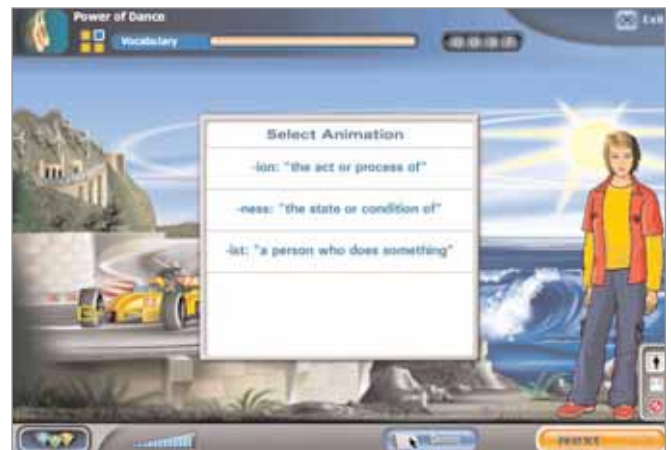 Power of Dance
Exit
Vocabulary
Select Animation
-ion: "the act or process of"
-ness: "the state or condition of"
-ist: "a person who does something"
next